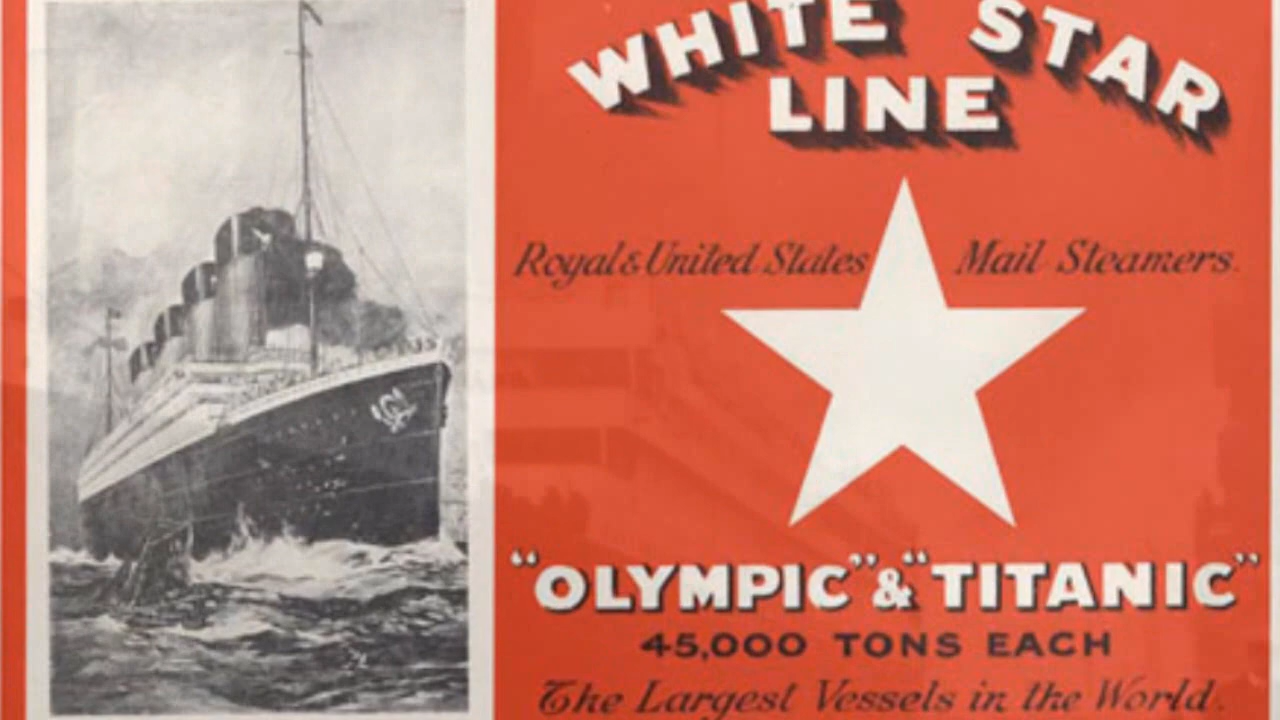 WHITE STAR
LINE
Royal & United States Mail Steamers.
"OLYMPIC" & "TITANIC"
45,000 TONS EACH
The Largest Vessels in the World.